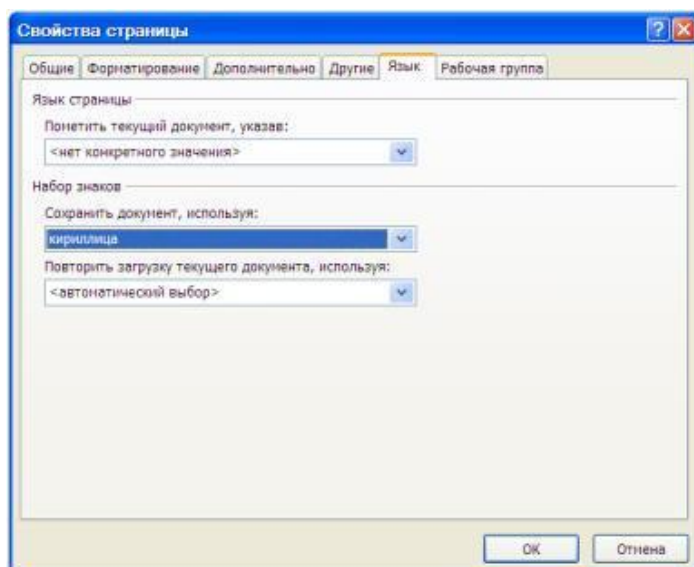 Свойства страницы
Общие Форматирование Дополнительно Другие Язык Рабочая группа
Язык страницы
Пометить текущий документ, указав:
<нет конкретного значения>
Набор знаков
Сохранить документ, используя:
кириллица
Повторить загрузку текущего документа, используя:
<автоматический выбор>
ОК Отмена